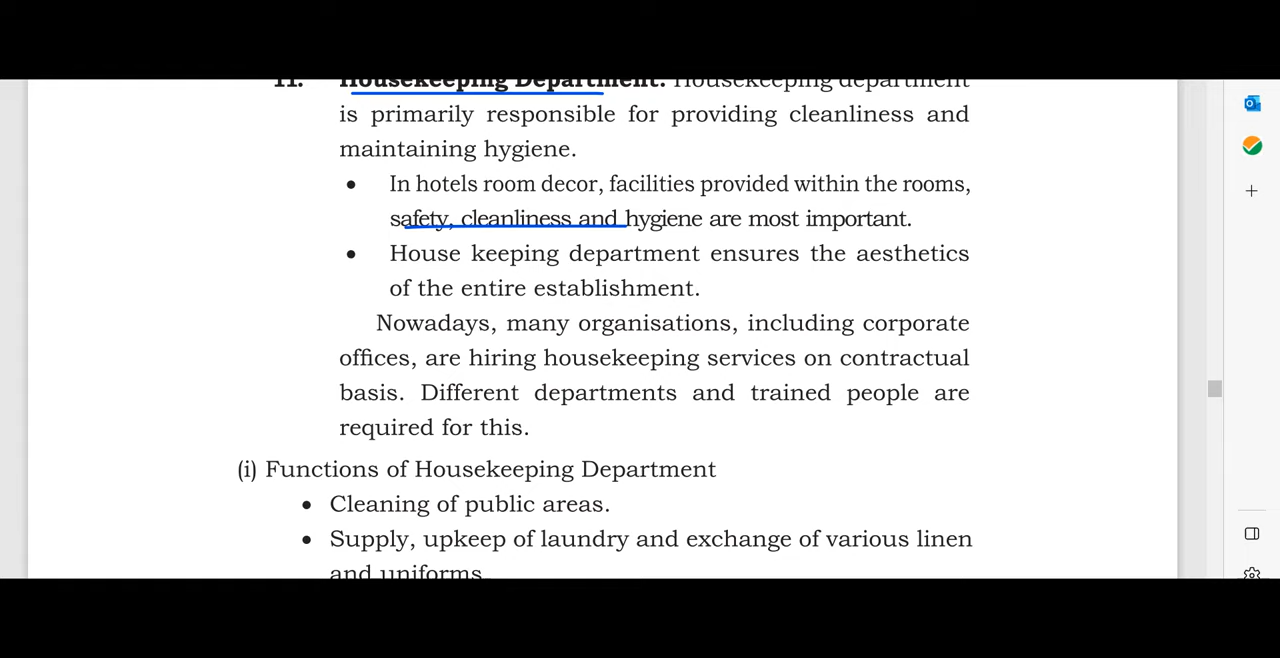 11. Housekeeping Department: Housekeeping department
is primarily responsible for providing cleanliness and
maintaining hygiene.
• In hotels room decor, facilities provided within the rooms,
safety, cleanliness and hygiene are most important.
• House keeping department ensures the aesthetics
of the entire establishment.
Nowadays, many organisations, including corporate
offices, are hiring housekeeping services on contractual
basis. Different departments and trained people are
required for this.
(i) Functions of Housekeeping Department
• Cleaning of public areas.
• Supply, upkeep of laundry and exchange of various linen
and uniforms.